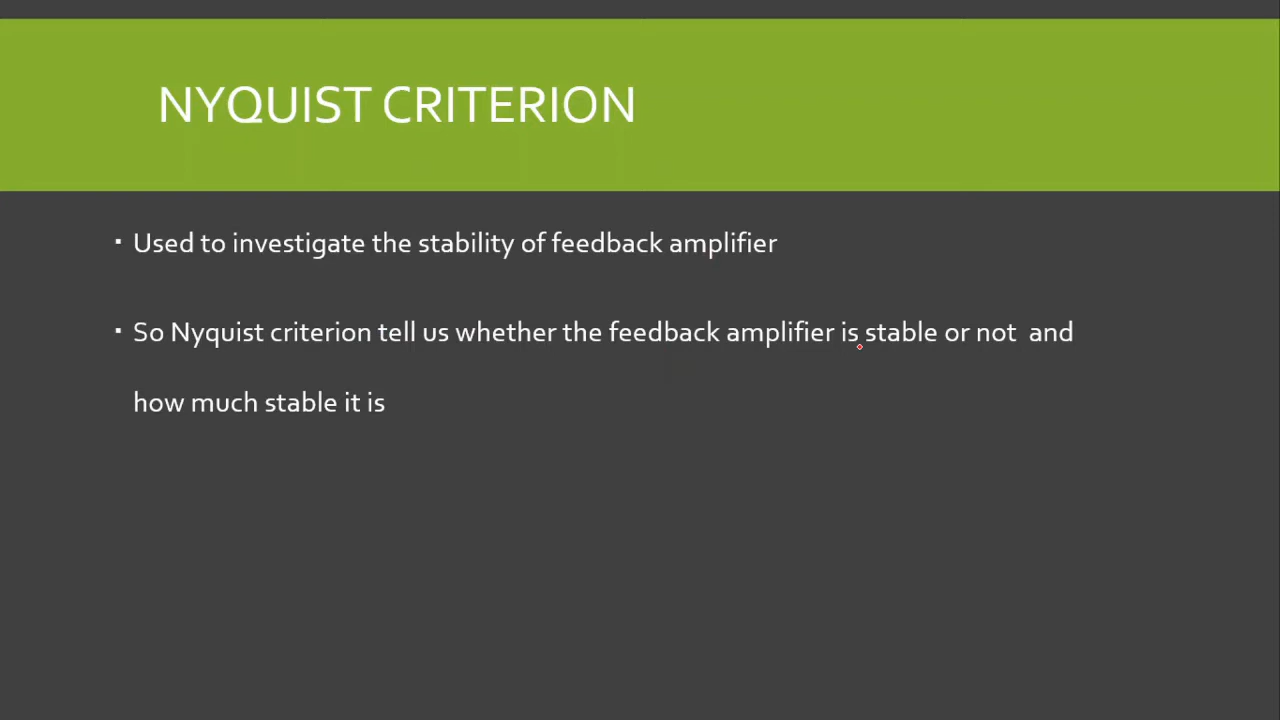 NYQUIST CRITERION
▪ Used to investigate the stability of feedback amplifier
▪ So Nyquist criterion tell us whether the feedback amplifier is stable or not  and
how much stable it is